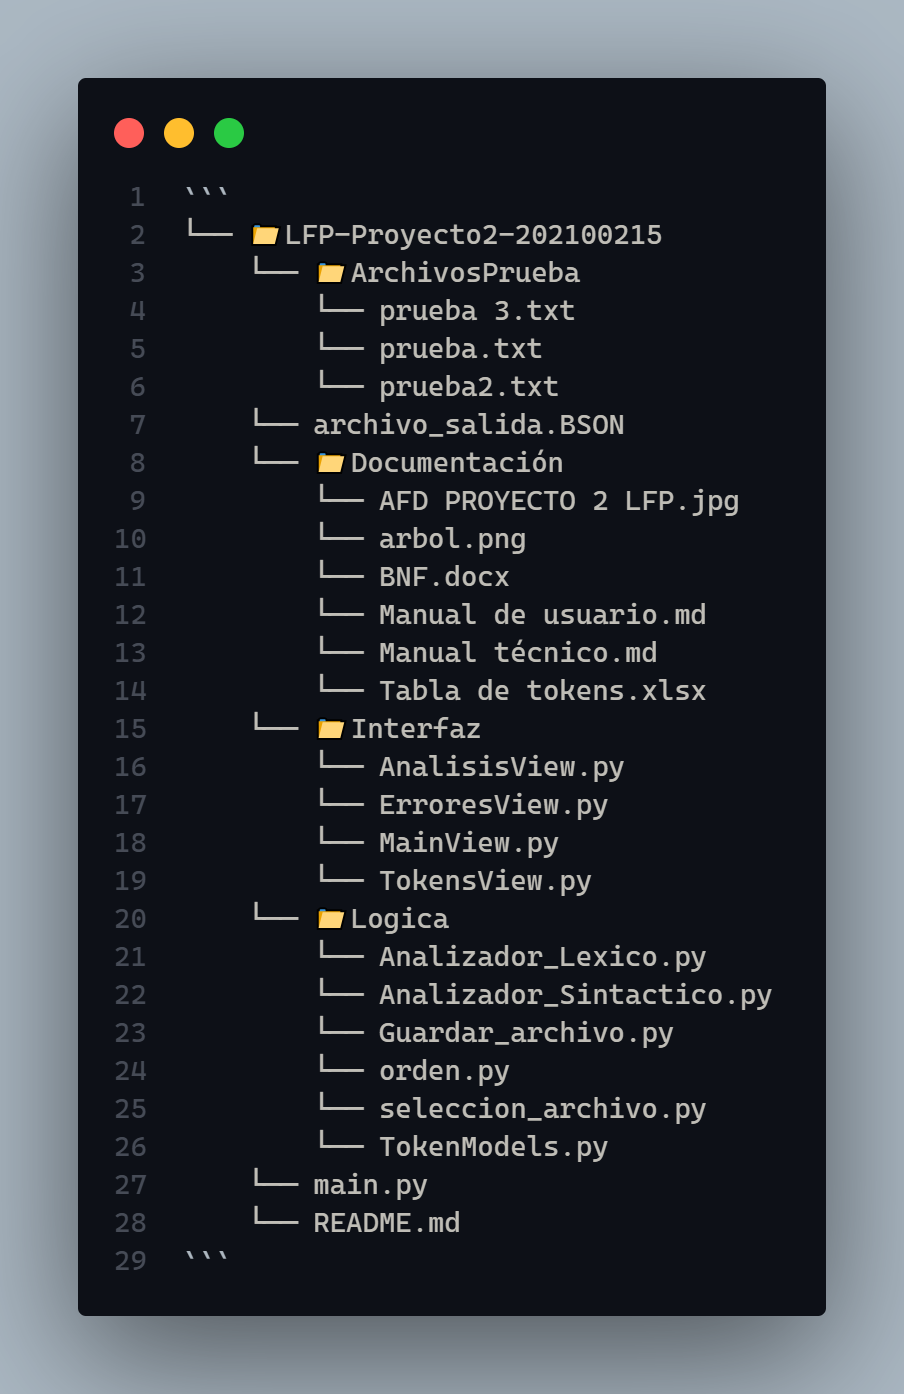 1 ```
2 └── 📁LFP-Proyecto2-202100215
3     └── 📁ArchivosPrueba
4         └── prueba 3.txt
5         └── prueba.txt
6         └── prueba2.txt
7     └── archivo_salida.BSON
8     └── 📁Documentación
9         └── AFD PROYECTO 2 LFP.jpg
10         └── arbol.png
11         └── BNF.docx
12         └── Manual de usuario.md
13         └── Manual técnico.md
14         └── Tabla de tokens.xlsx
15     └── 📁Interfaz
16         └── AnalisisView.py
17         └── ErroresView.py
18         └── MainView.py
19         └── TokensView.py
20     └── 📁Logica
21         └── Analizador_Lexico.py
22         └── Analizador_Sintactico.py
23         └── Guardar_archivo.py
24         └── orden.py
25         └── seleccion_archivo.py
26         └── TokenModels.py
27     └── main.py
28     └── README.md
29 ```